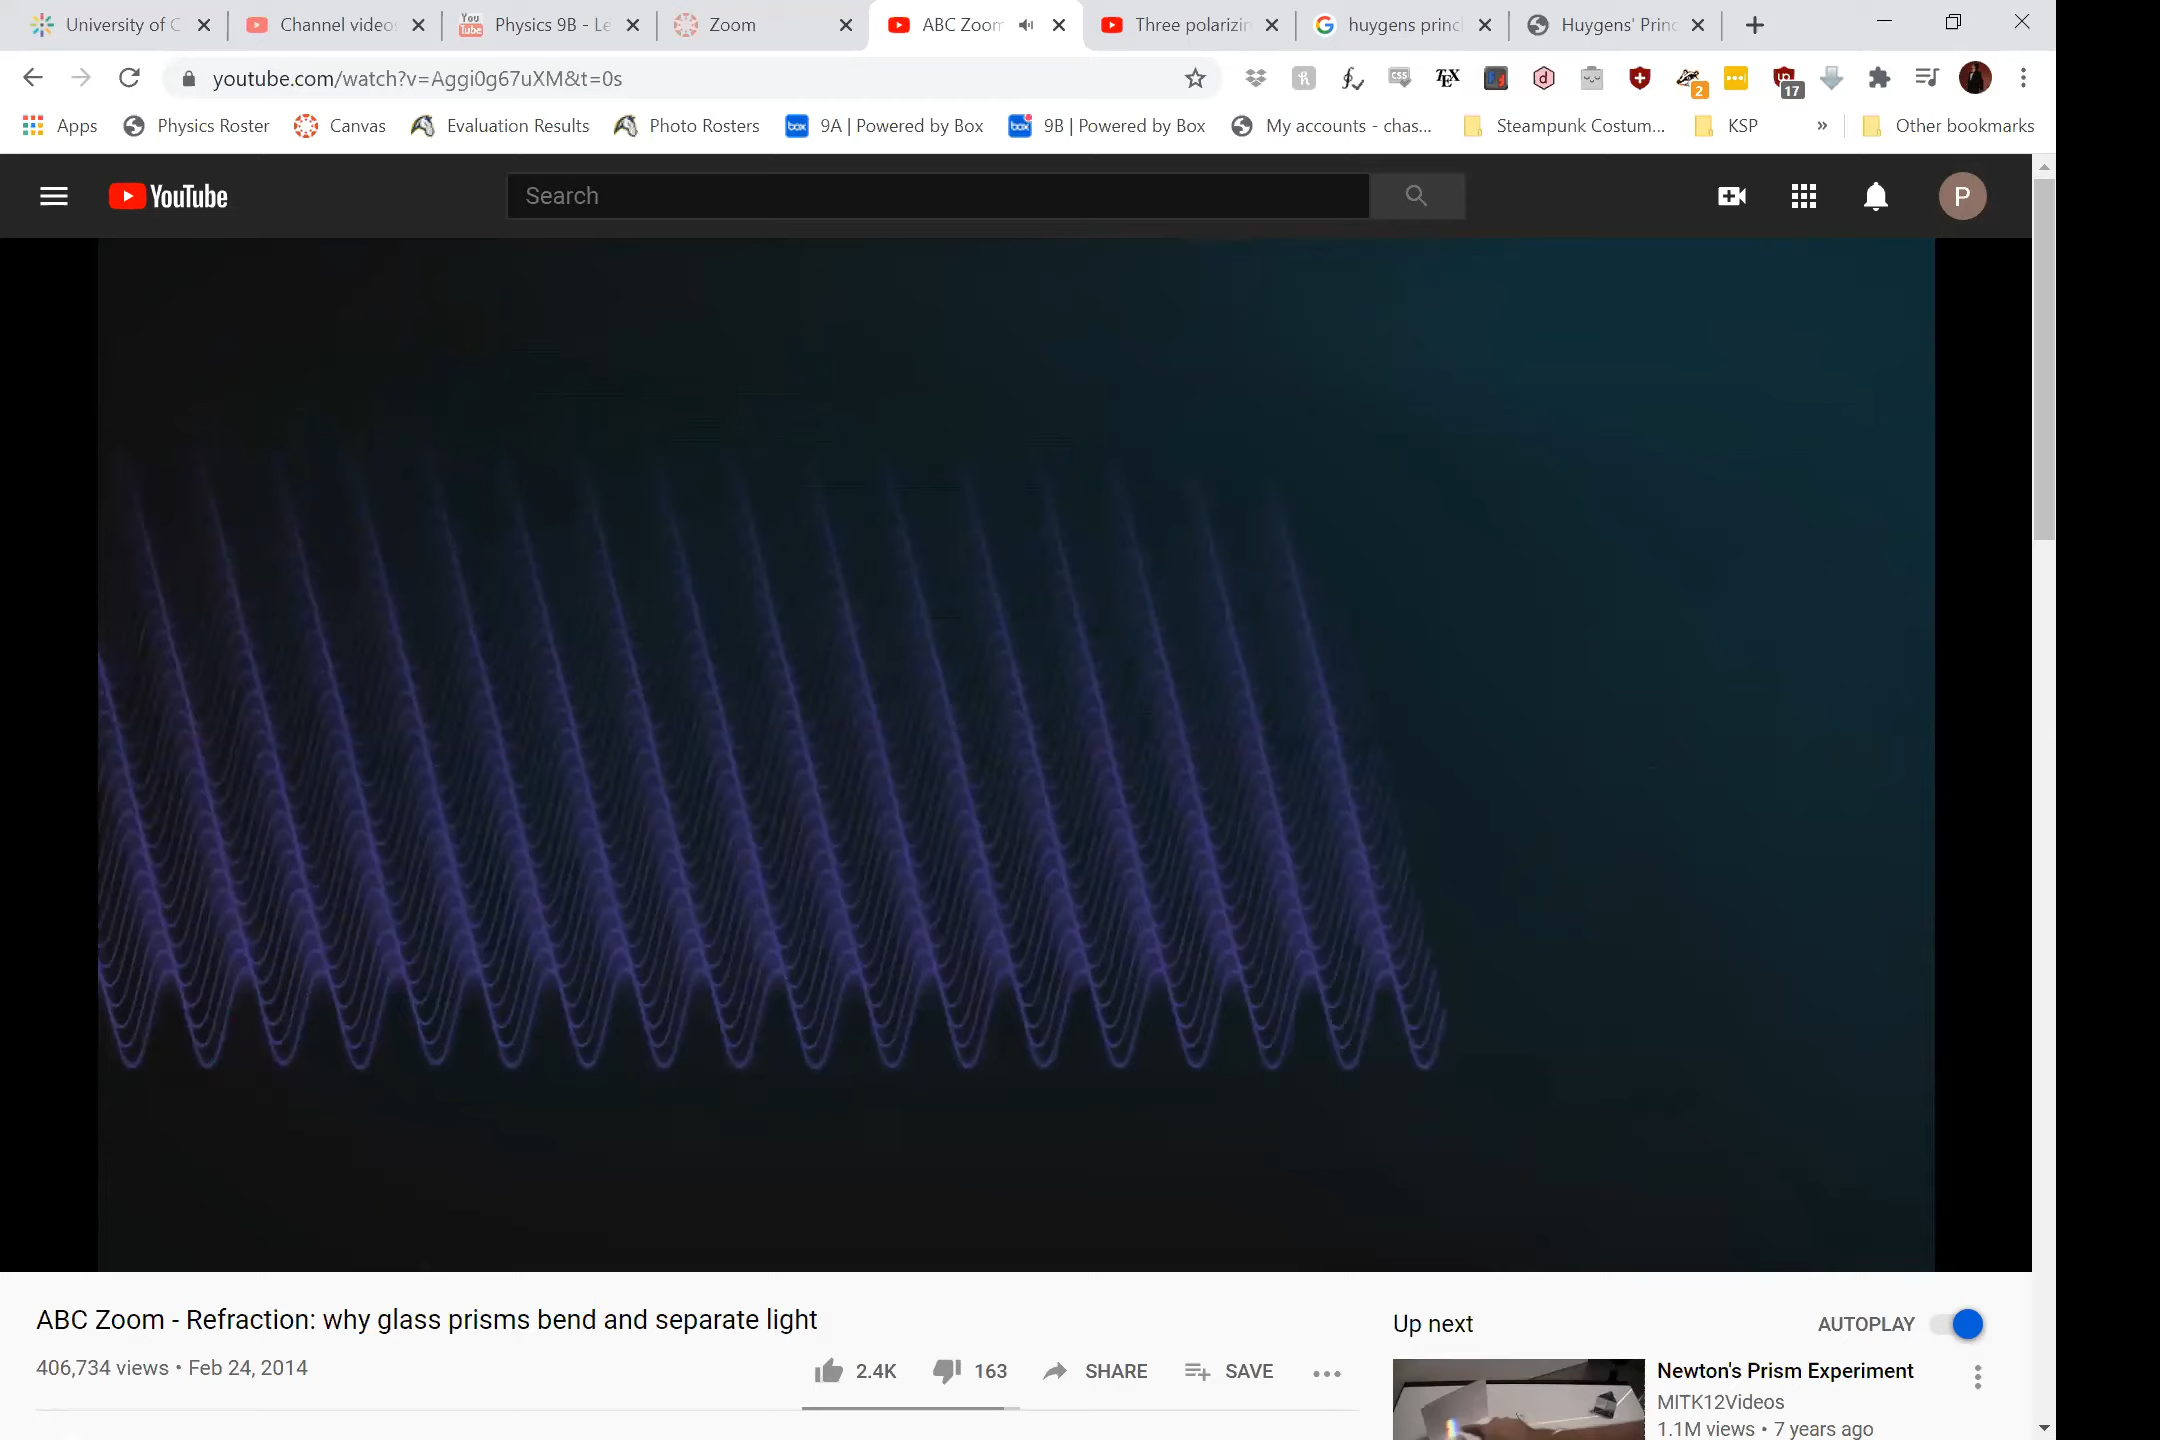 University of C
Channel videos
Physics 9B - Le
Zoom
ABC Zoom
Three polarizin
huygens princi
Huygens' Princ
youtube.com/watch?v=Aggi0g67uXM&t=0s
2
17
Apps
Physics Roster
Canvas
Evaluation Results
Photo Rosters
9A | Powered by Box
9B | Powered by Box
My accounts - chas...
Steampunk Costum...
KSP
»
Other bookmarks
YouTube
Search
P
ABC Zoom - Refraction: why glass prisms bend and separate light
406,734 views • Feb 24, 2014
2.4K
163
SHARE
SAVE
Up next
AUTOPLAY
Newton's Prism Experiment
MITK12Videos
1.1M views • 7 years ago